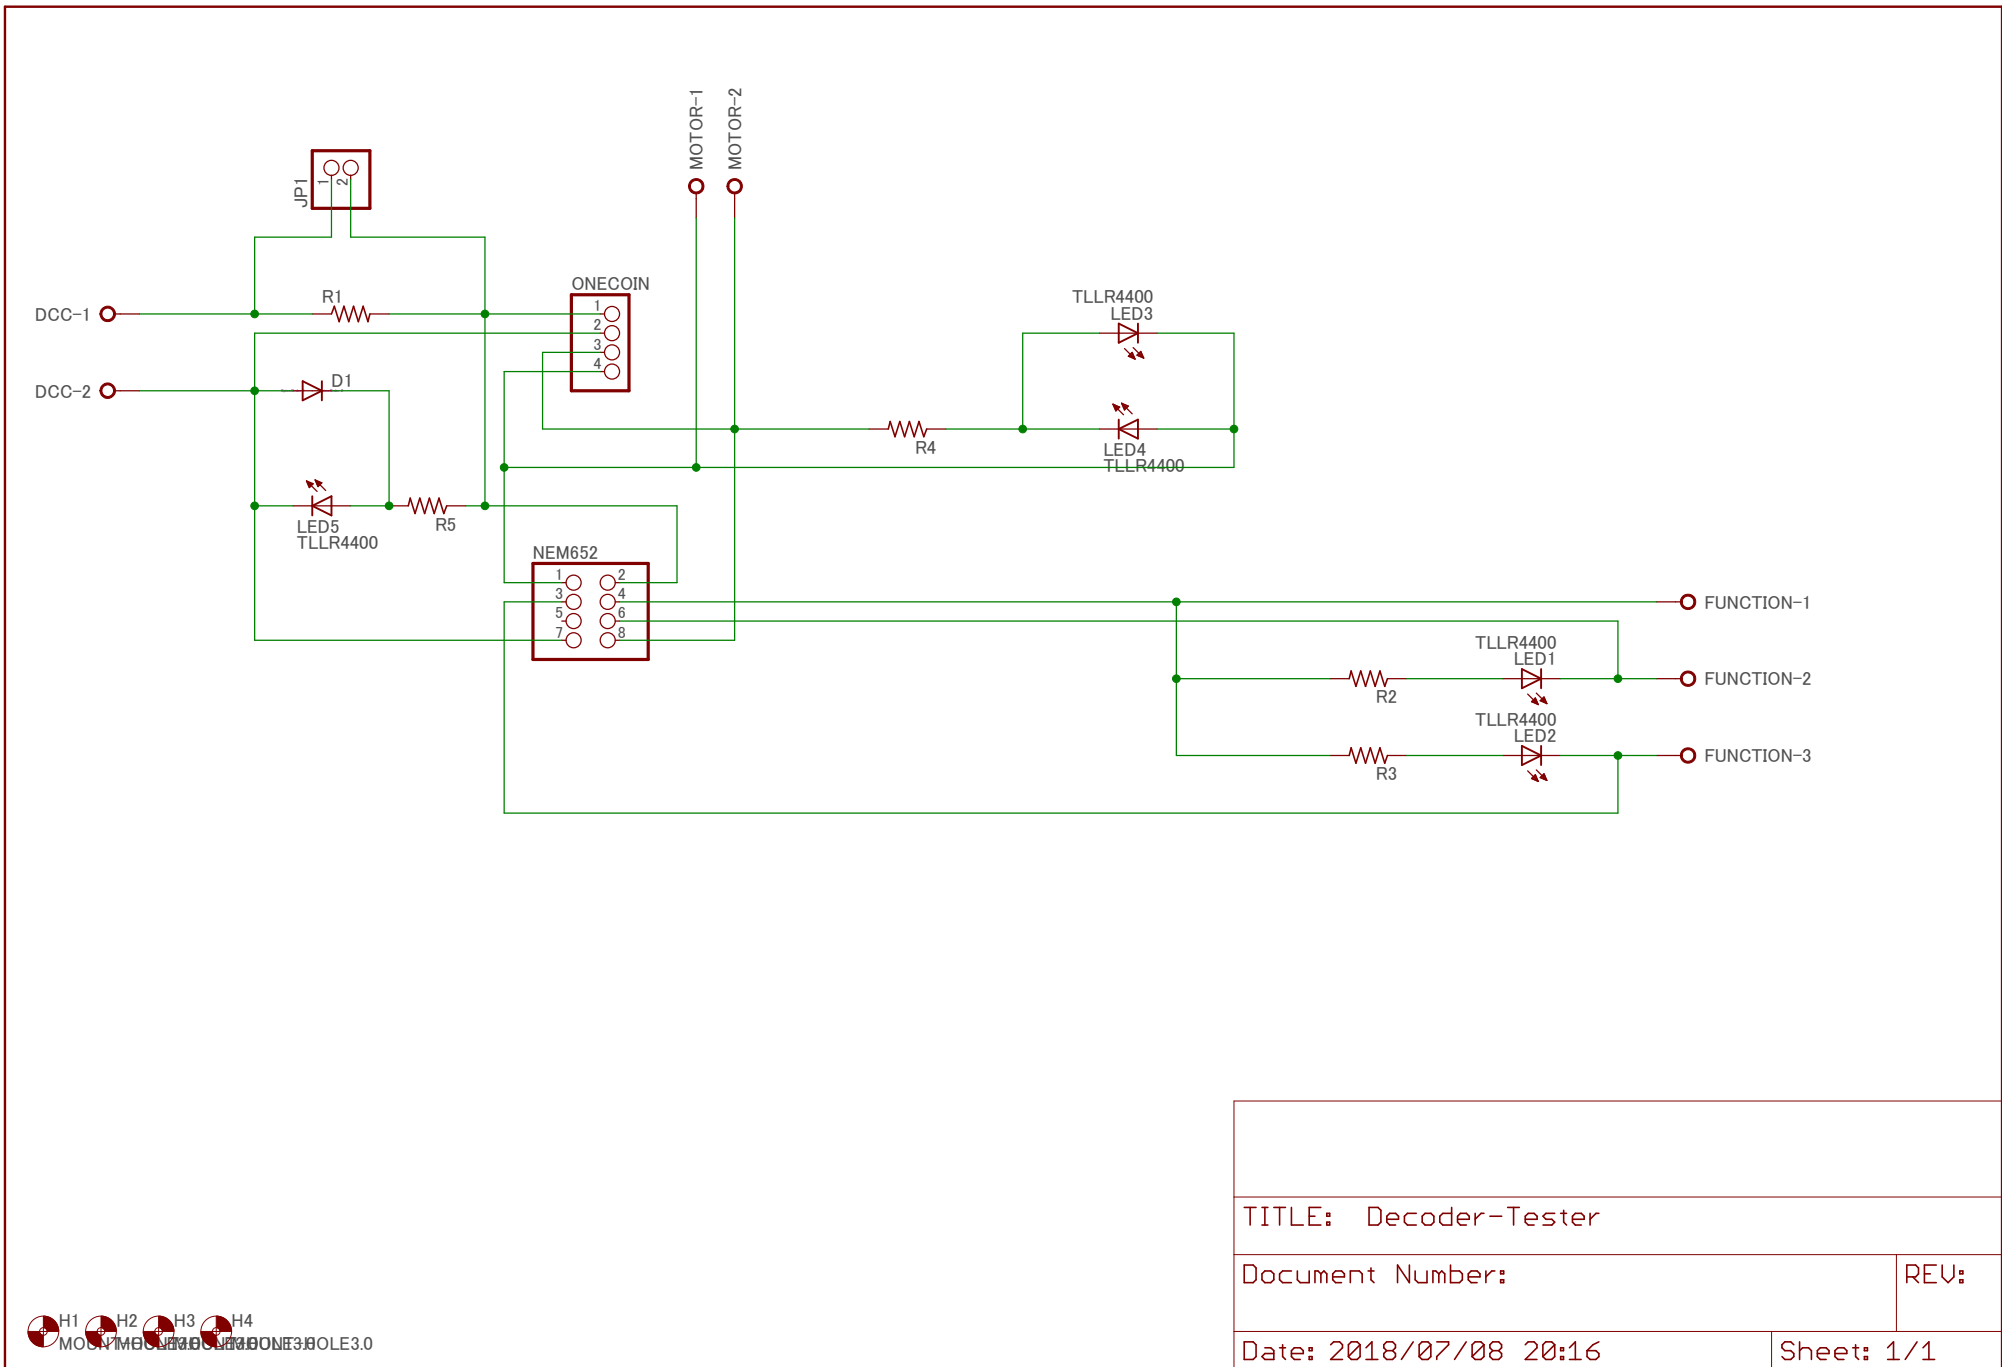 MOTOR-1
MOTOR-2
JP1
1
2
ONECOIN
DCC-1
R1
1
2
3
4
TLLR4400
LED3
DCC-2
D1
R4
LED4
TLLR4400
LED5
TLLR4400
R5
NEM652
1 2
3 4
5 6
7 8
FUNCTION-1
TLLR4400
LED1
FUNCTION-2
R2
TLLR4400
LED2
FUNCTION-3
R3
TITLE: Decoder-Tester
Document Number:
REV:
H1 H2 H3 H4
Date: 2018/07/08 20:16
Sheet: 1/1